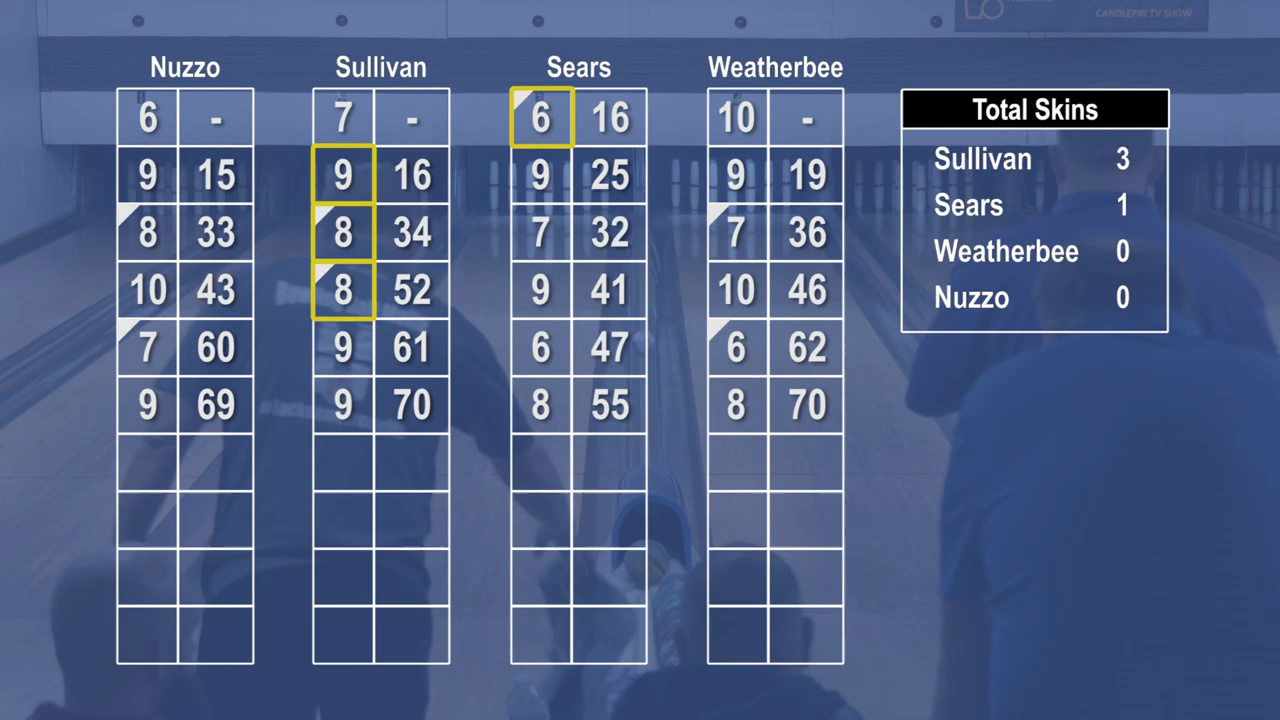 LO
CANDLEPIN TV SHOW
Nuzzo Sullivan Sears Weatherbee
6 - 7 - 6 16 10 -
9 15 9 16 9 25 9 19
8 33 8 34 7 32 7 36
10 43 8 52 9 41 10 46
7 60 9 61 6 47 6 62
9 69 9 70 8 55 8 70
Total Skins
Sullivan 3
Sears 1
Weatherbee 0
Nuzzo 0